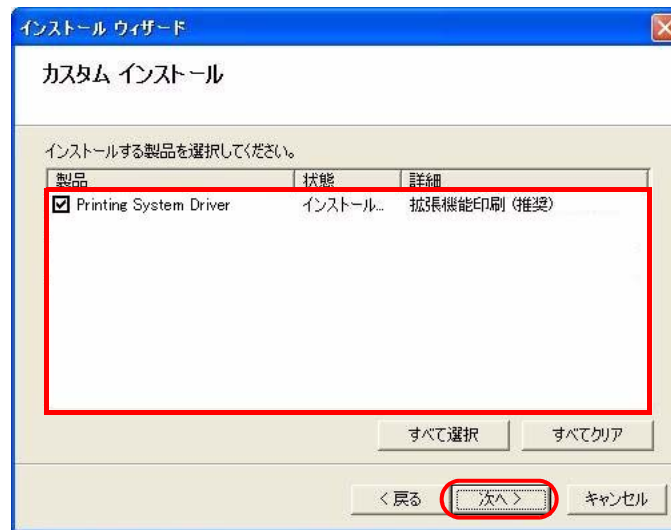 インストール ウィザード
カスタム インストール
インストールする製品を選択してください。
製品 状態 詳細
Printing System Driver インストール... 拡張機能印刷 (推奨)
すべて選択 すべてクリア
< 戻る 次へ > キャンセル